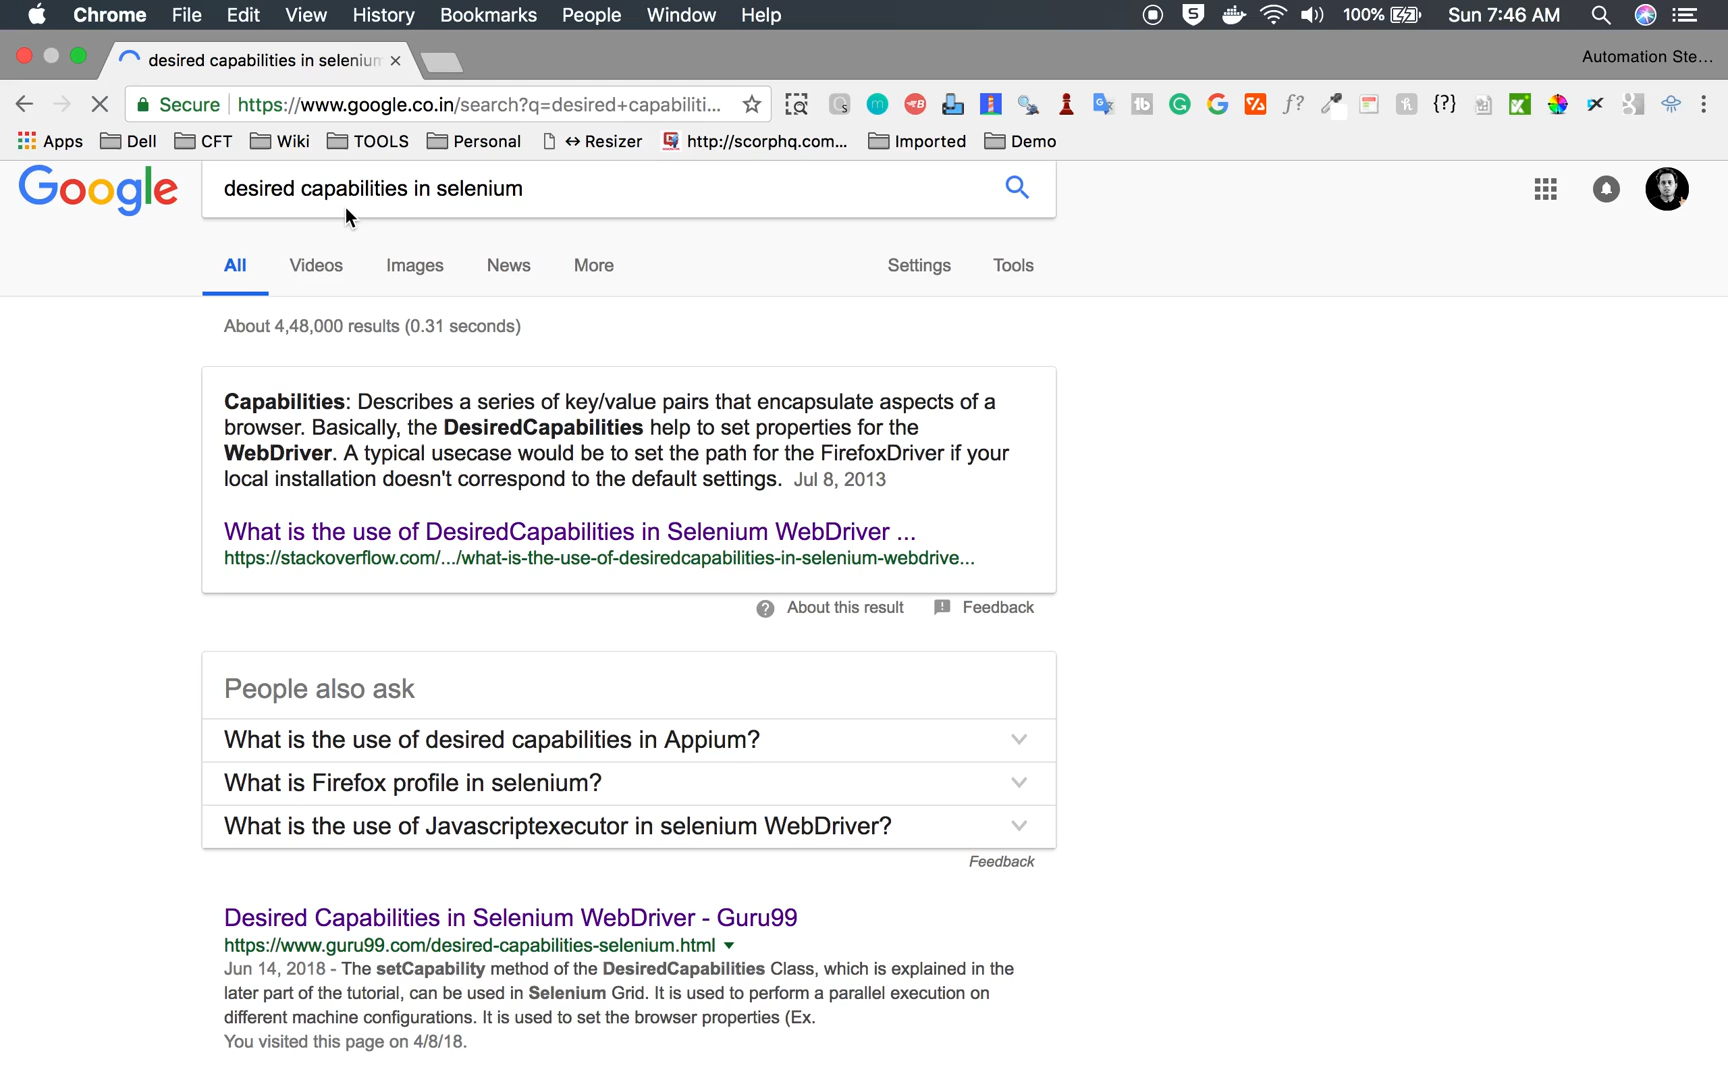 Chrome File Edit View History Bookmarks People Window Help 100% Sun 7:46 AM
desired capabilities in selenium Automation Ste...
Secure https://www.google.co.in/search?q=desired+capabiliti...
Apps Dell CFT Wiki TOOLS Personal ↔ Resizer http://scorphq.com... Imported Demo
Google desired capabilities in selenium
All Videos Images News More Settings Tools
About 4,48,000 results (0.31 seconds)
Capabilities: Describes a series of key/value pairs that encapsulate aspects of a
browser. Basically, the DesiredCapabilities help to set properties for the
WebDriver. A typical usecase would be to set the path for the FirefoxDriver if your
local installation doesn't correspond to the default settings. Jul 8, 2013
What is the use of DesiredCapabilities in Selenium WebDriver ...
https://stackoverflow.com/.../what-is-the-use-of-desiredcapabilities-in-selenium-webdrive...
About this result Feedback
People also ask
What is the use of desired capabilities in Appium?
What is Firefox profile in selenium?
What is the use of Javascriptexecutor in selenium WebDriver?
Feedback
Desired Capabilities in Selenium WebDriver - Guru99
https://www.guru99.com/desired-capabilities-selenium.html
Jun 14, 2018 - The setCapability method of the DesiredCapabilities Class, which is explained in the
later part of the tutorial, can be used in Selenium Grid. It is used to perform a parallel execution on
different machine configurations. It is used to set the browser properties (Ex.
You visited this page on 4/8/18.